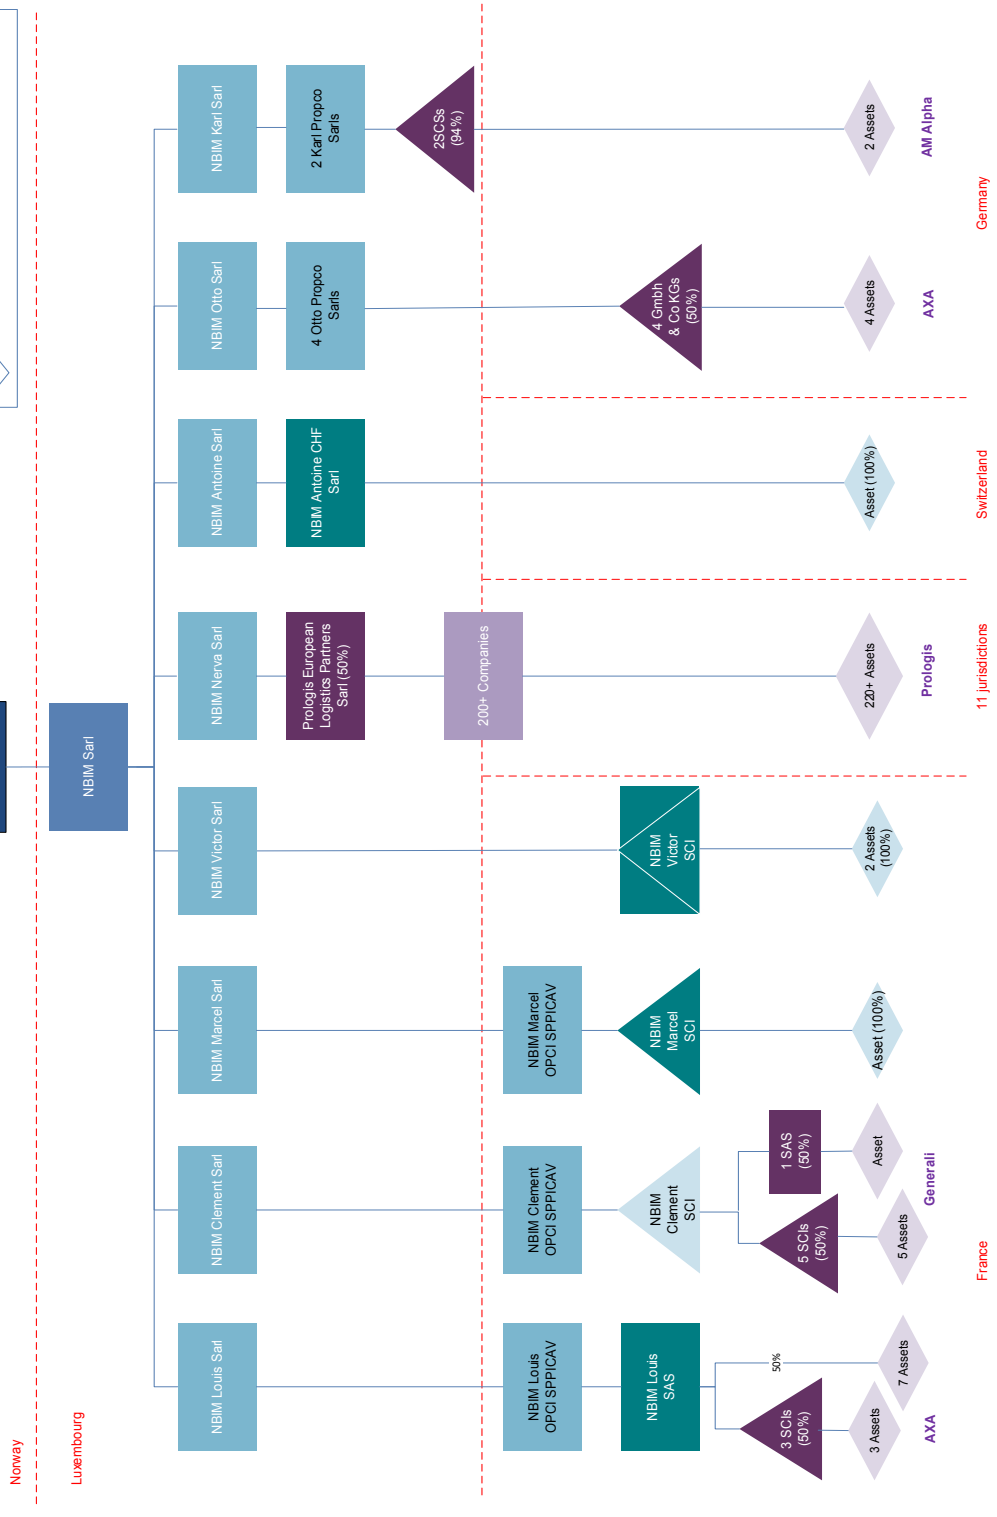 Norway
Luxembourg
NBIM Sarl
NBIM Louis Sarl
NBIM Clement Sarl
NBIM Marcel Sarl
NBIM Victor Sarl
NBIM Nerva Sarl
NBIM Antoine Sarl
NBIM Otto Sarl
NBIM Karl Sarl
Prologis European
Logistics Partners
Sarl (50%)
NBIM Antoine CHF
Sarl
4 Otto Propco
Sarls
2 Karl Propco
Sarls
2SCSs
(94%)
200+ Companies
NBIM Louis
OPCI SPPICAV
NBIM Clement
OPCI SPPICAV
NBIM Marcel
OPCI SPPICAV
NBIM Louis
SAS
NBIM
Clement
SCI
NBIM
Marcel
SCI
NBIM
Victor
SCI
4 Gmbh
& Co KGs
(50%)
3 SCIs
(50%)
50%
5 SCIs
(50%)
1 SAS
(50%)
3 Assets
7 Assets
5 Assets
Asset
Asset (100%)
2 Assets
(100%)
220+ Assets
Asset (100%)
4 Assets
2 Assets
AXA
Generali
Prologis
AXA
AM Alpha
France
11 jurisdictions
Switzerland
Germany